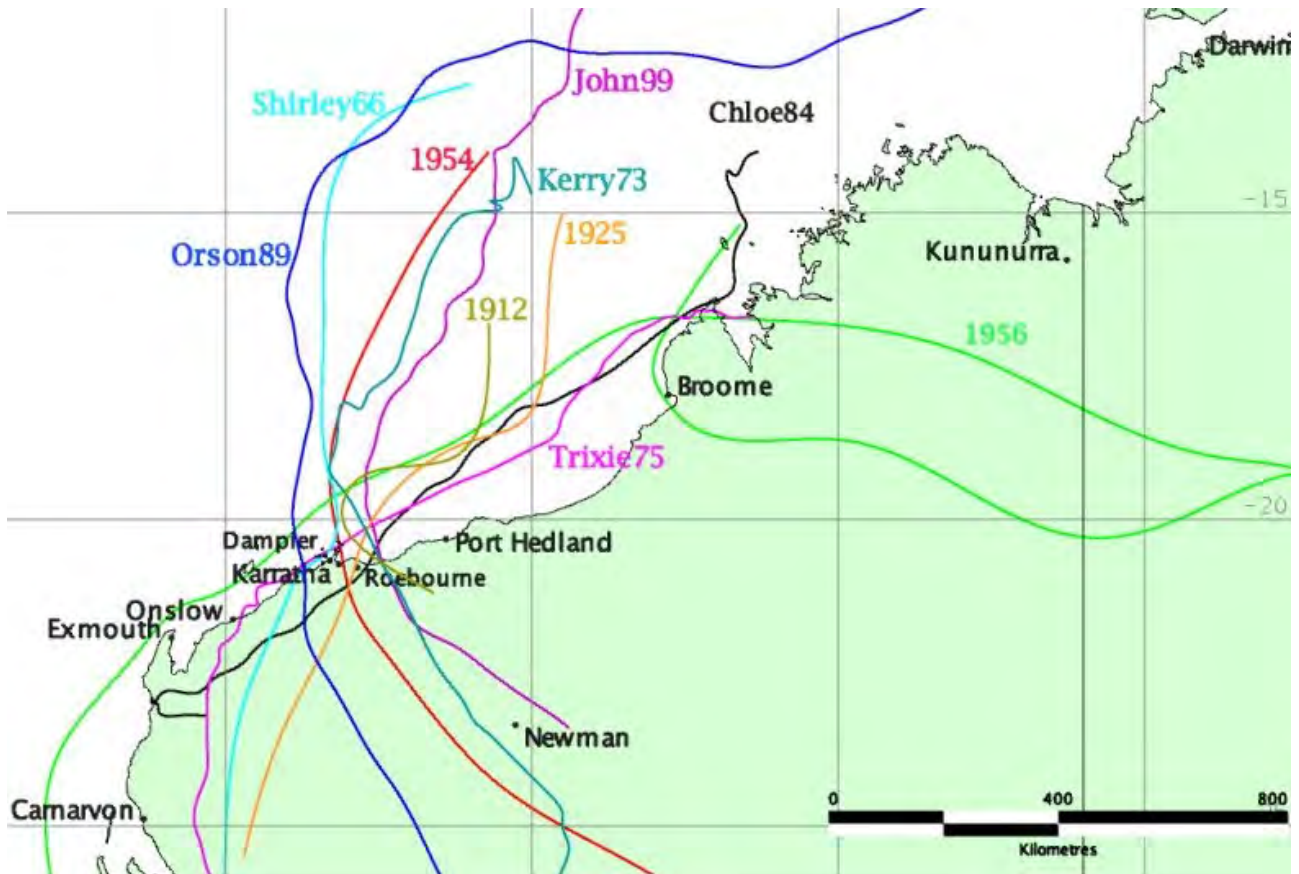 Darwin
John99
Shirley66
Chloe84
1954
Kerry73
-15
1925
Orson89
Kununurra
1912
1956
Broome
Trixie75
-20
Dampier
Port Hedland
Karratha
Roebourne
Onslow
Exmouth
Newman
Carnarvon
0 400 800
Kilometres